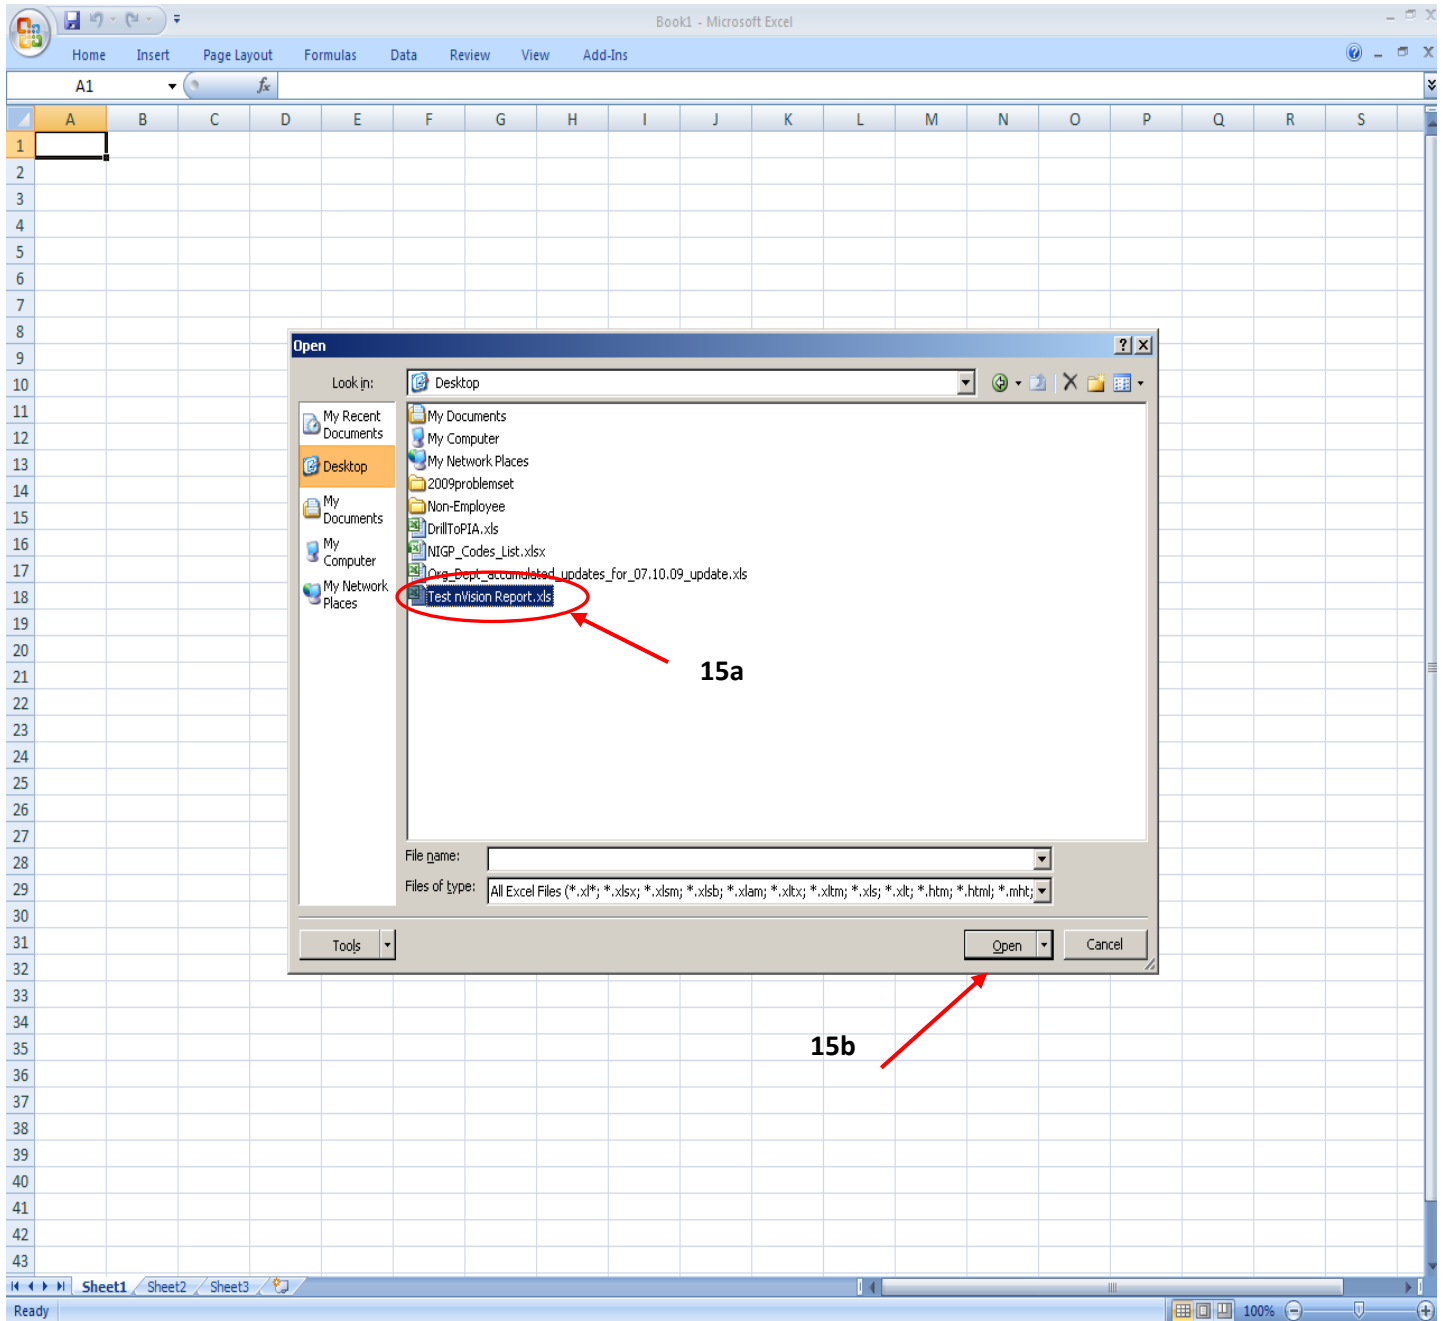 Book1 - Microsoft Excel
Home Insert Page Layout Formulas Data Review View Add-Ins
A1 fx
A B C D E F G H I J K L M N O P Q R S
1
2
3
4
5
6
7
8
Open
9
10 Look in: Desktop
11 My Recent Documents My Documents
12 My Computer
13 Desktop My Network Places
14 2009problemset
15 My Documents Non-Employee
DrillToPIA.xls
16 My Computer NIGP_Codes_List.xlsx
17 Org_Dept_accumulated_updates_for_07.10.09_update.xls
18 My Network Places Test nVision Report.xls
19
20
21 15a
22
23
24
25
26
27
28 File name:
29 Files of type: All Excel Files (*.xl*; *.xlsx; *.xlsm; *.xlsb; *.xlam; *.xltx; *.xltm; *.xls; *.xlt; *.htm; *.html; *.mht;
30
31 Tools Open Cancel
32
33
34
35 15b
36
37
38
39
40
41
42
43
Sheet1 Sheet2 Sheet3
Ready 100%